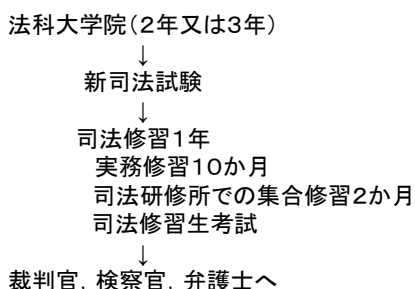 法科大学院（2年又は3年）
↓
新司法試験
↓
司法修習1年
実務修習10か月
司法研修所での集合修習2か月
司法修習生考試
↓
裁判官，検察官，弁護士へ